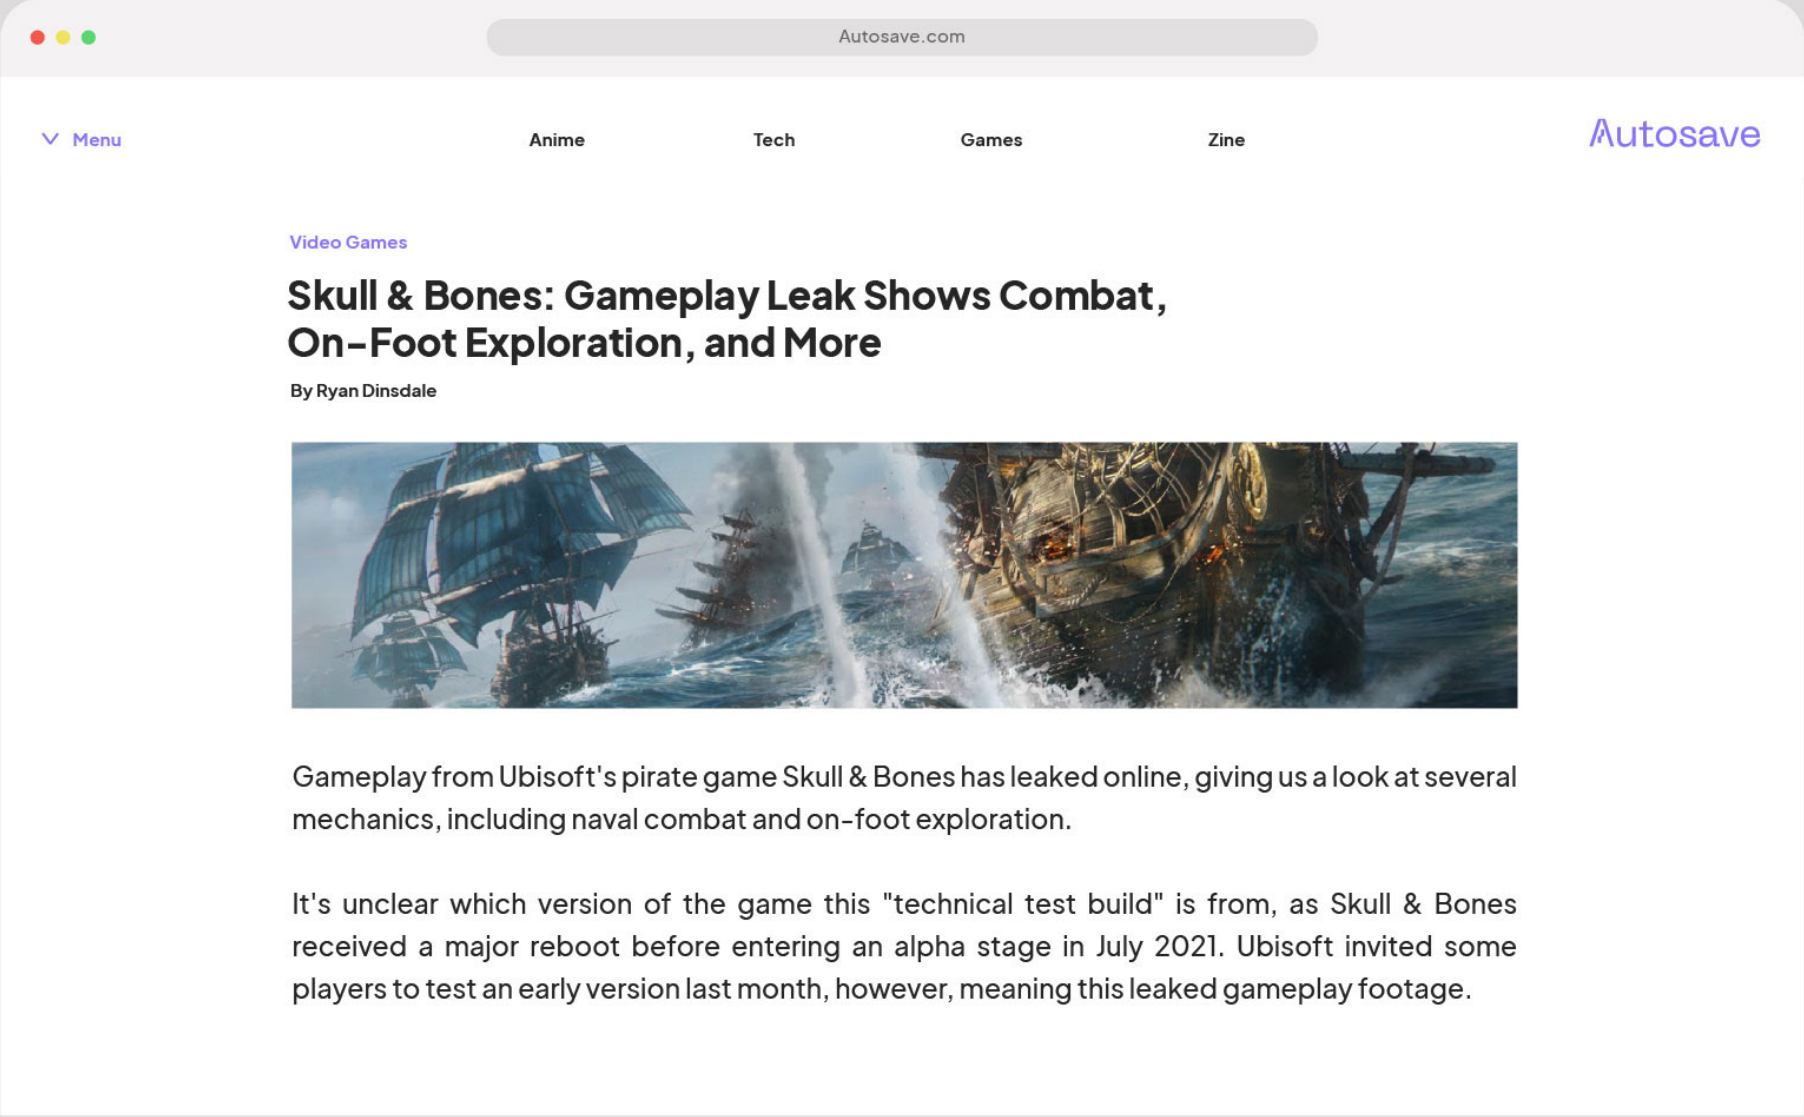 Autosave.com
Menu
Anime
Tech
Games
Zine
Autosave
Video Games
Skull & Bones: Gameplay Leak Shows Combat,
On-Foot Exploration, and More
By Ryan Dinsdale
Gameplay from Ubisoft's pirate game Skull & Bones has leaked online, giving us a look at several
mechanics, including naval combat and on-foot exploration.
It's unclear which version of the game this "technical test build" is from, as Skull & Bones
received a major reboot before entering an alpha stage in July 2021. Ubisoft invited some
players to test an early version last month, however, meaning this leaked gameplay footage.